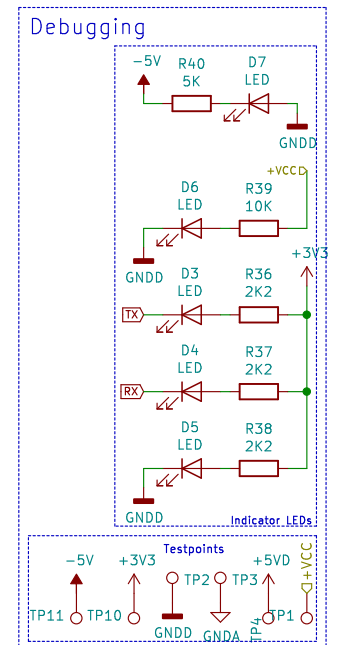 Debugging
-5V
R40
5K
D7
LED
GNDD
+VCC
D6
LED
R39
10K
GNDD
+3V3
D3
LED
R36
2K2
TX
D4
LED
R37
2K2
RX
D5
LED
R38
2K2
GNDD
Indicator LEDs
Testpoints
-5V
+3V3
+5VD
+VCC
TP2
TP3
TP11
TP10
GNDD
GNDA
TP4
TP1